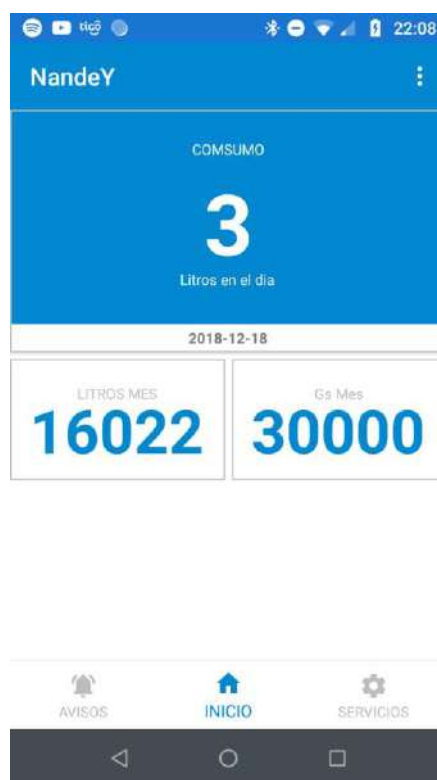 tigo 22:08
NandeY
COMSUMO
3
Litros en el dia
2018-12-18
LITROS MES
16022
Gs Mes
30000
AVISOS
INICIO
SERVICIOS